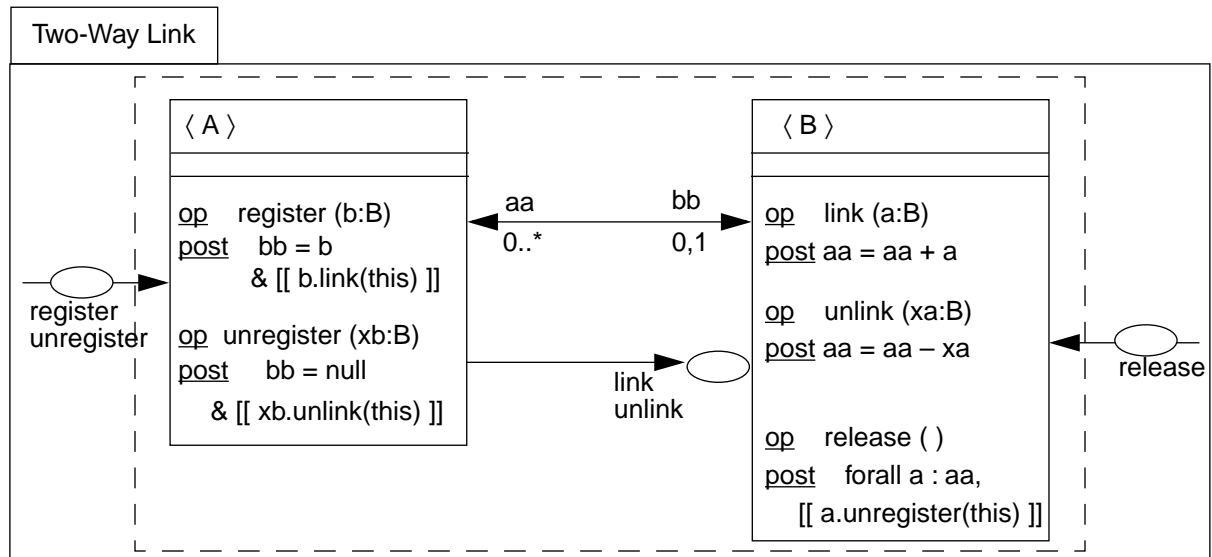 Two-Way Link
〈 A 〉
op register (b:B)
post bb = b
& [[ b.link(this) ]]
op unregister (xb:B)
post bb = null
& [[ xb.unlink(this) ]]
register
unregister
aa
bb
0..*
0,1
link
unlink
〈 B 〉
op link (a:B)
post aa = aa + a
op unlink (xa:B)
post aa = aa – xa
op release ( )
post forall a : aa,
[[ a.unregister(this) ]]
release